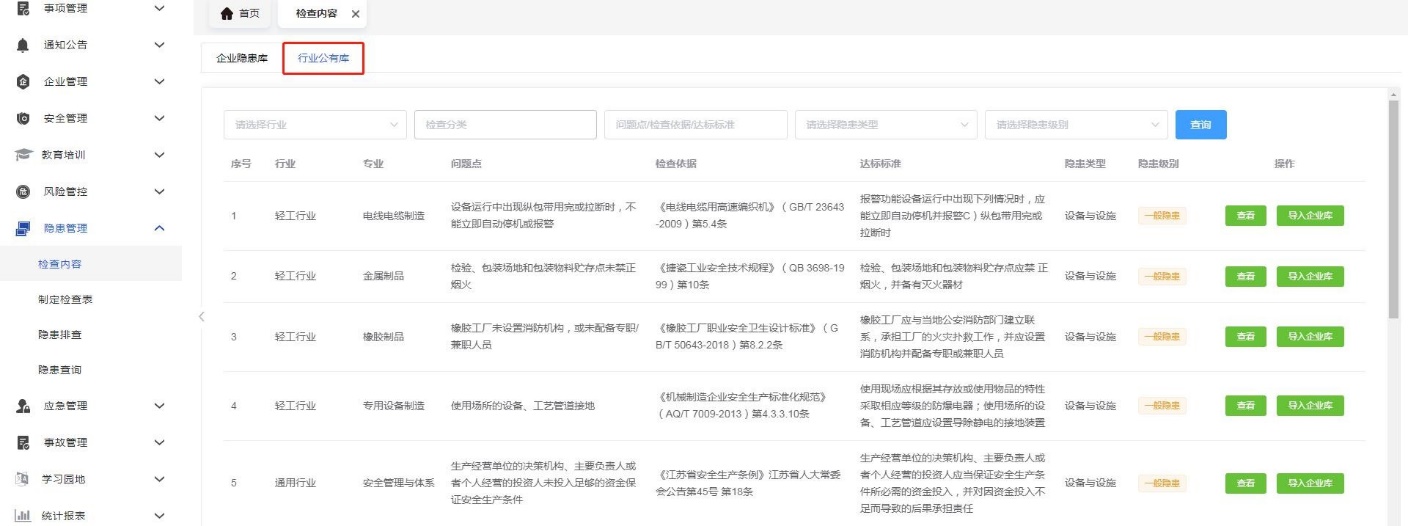 事项管理
通知公告
企业管理
安全管理
教育培训
风险管控
隐患管理
检查内容
制定检查表
隐患排查
隐患查询
应急管理
事故管理
学习园地
统计报表
首页 检查内容
企业隐患库 行业公有库
请选择行业 检查分类 问题点/检查依据/达标标准 请选择隐患类型 请选择隐患级别 查询
序号 行业 专业 问题点 检查依据 达标标准 隐患类型 隐患级别 操作
1 轻工行业 电线电缆制造
设备运行中出现纵包带用完或拉断时，不
能立即自动停机或报警
《电线电缆用高速编织机》（GB/T 23643
-2009）第5.4条
报警功能设备运行中出现下列情况时，应
能立即自动停机并报警C）纵包带用完或
拉断时
设备与设施 一般隐患 查看 导入企业库
2 轻工行业 金属制品
检验、包装场地和包装物料贮存点未禁正
烟火
《搪瓷工业安全技术规程》（QB 3698-19
99）第10条
检验、包装场地和包装物料贮存点应禁 正
烟火，并备有灭火器材
设备与设施 一般隐患 查看 导入企业库
3 轻工行业 橡胶制品
橡胶工厂未设置消防机构，或未配备专职/
兼职人员
《橡胶工厂职业安全卫生设计标准》（G
B/T 50643-2018）第8.2.2条
橡胶工厂应与当地公安消防部门建立联
系，承担工厂的火灾扑救工作，并应设置
消防机构并配备专职或兼职人员
设备与设施 一般隐患 查看 导入企业库
4 轻工行业 专用设备制造
使用场所的设备、工艺管道接地
《机械制造企业安全生产标准化规范》
（AQ/T 7009-2013）第4.3.3.10条
使用现场应根据其存放或使用物品的特性
采取相应等级的防爆电器；使用场所的设
备、工艺管道应设置导除静电的接地装置
设备与设施 一般隐患 查看 导入企业库
5 通用行业 安全管理与体系
生产经营单位的决策机构、主要负责人或
者个人经营的投资人未投入足够的资金保
证安全生产条件
《江苏省安全生产条例》江苏省人大常委
会公告第45号 第18条
生产经营单位的决策机构、主要负责人或
者个人经营的投资人应当保证安全生产条
件所必需的资金投入，并对因资金投入不
足而导致的后果承担责任
设备与设施 一般隐患 查看 导入企业库